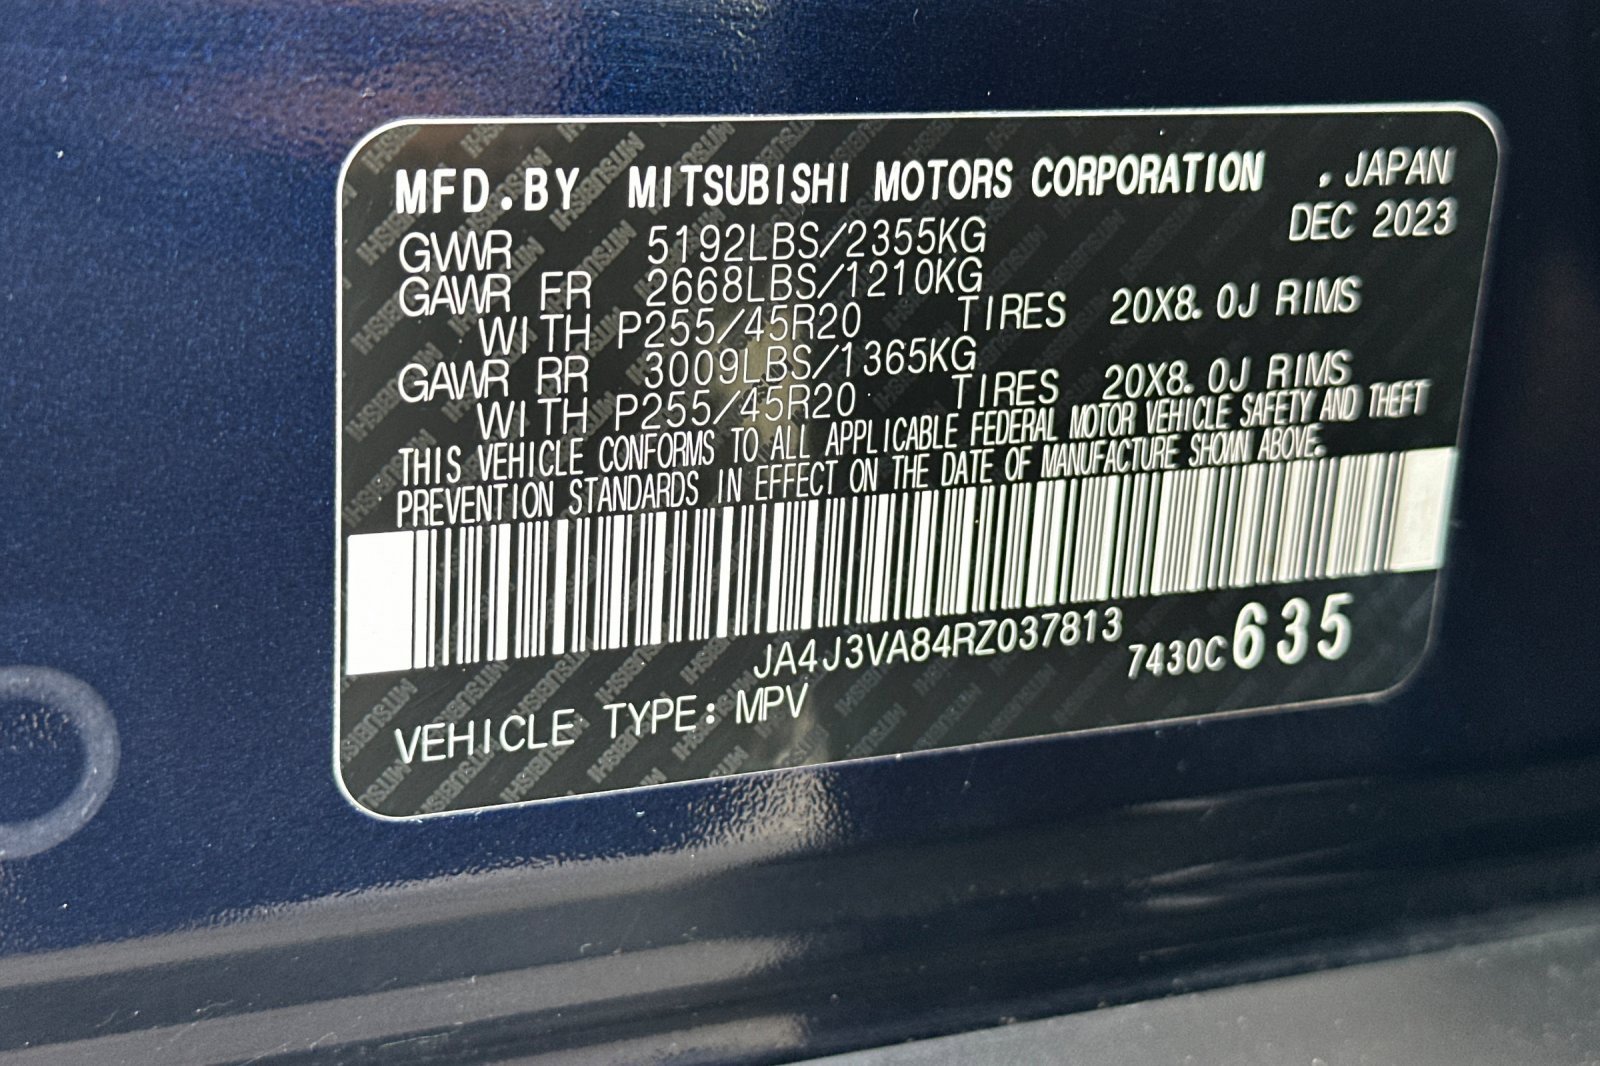 MFD.BY MITSUBISHI MOTORS CORPORATION , JAPAN
GVWR 5192LBS/2355KG DEC 2023
GAWR FR 2668LBS/1210KG
WITH P255/45R20 TIRES 20X8.0J RIMS
GAWR RR 3009LBS/1365KG
WITH P255/45R20 TIRES 20X8.0J RIMS
THIS VEHICLE CONFORMS TO ALL APPLICABLE FEDERAL MOTOR VEHICLE SAFETY AND THEFT
PREVENTION STANDARDS IN EFFECT ON THE DATE OF MANUFACTURE SHOWN ABOVE.
JA4J3VA84RZ037813 7430C 635
VEHICLE TYPE: MPV